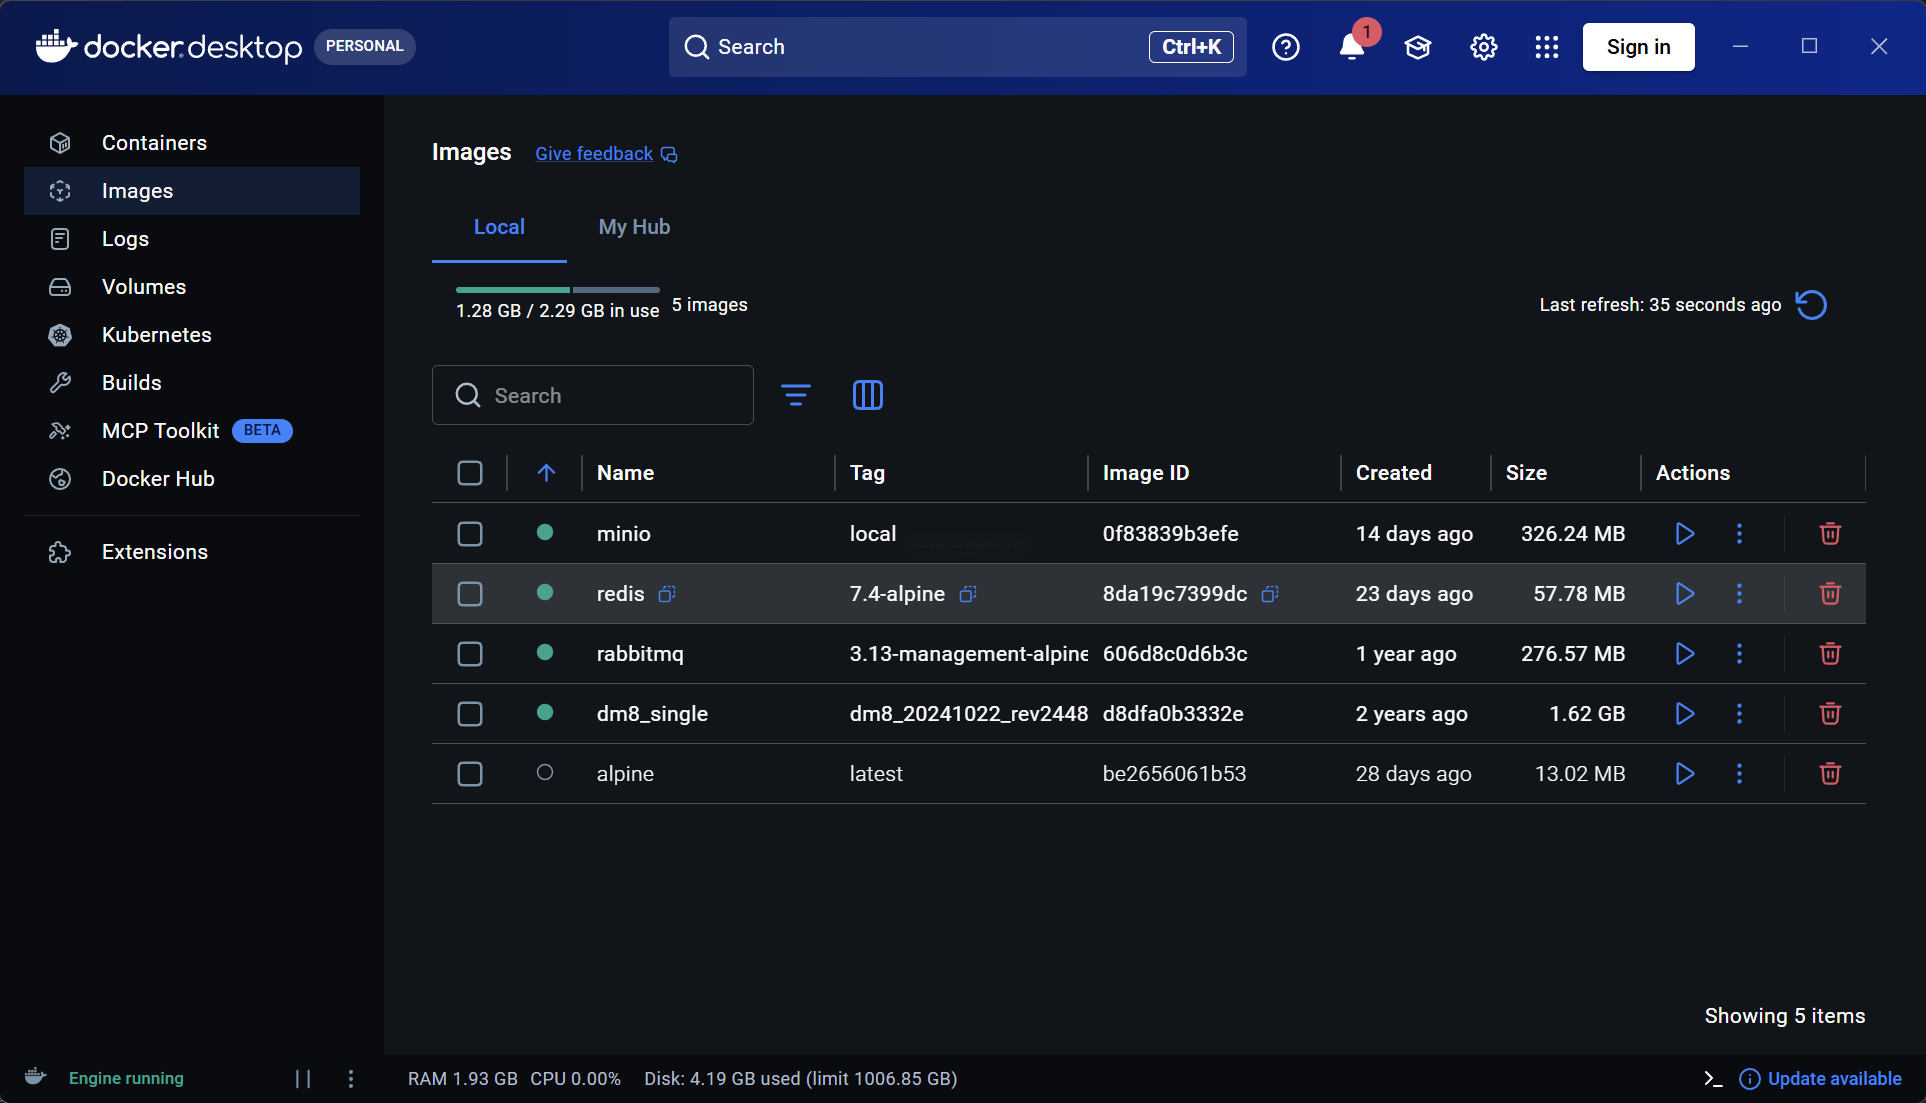 docker.desktop PERSONAL
Search Ctrl+K
1
Sign in
Containers
Images
Logs
Volumes
Kubernetes
Builds
MCP Toolkit BETA
Docker Hub
Extensions
Images Give feedback
Local My Hub
1.28 GB / 2.29 GB in use 5 images
Last refresh: 35 seconds ago
Search
Name Tag Image ID Created Size Actions
minio local 0f83839b3efe 14 days ago 326.24 MB
redis 7.4-alpine 8da19c7399dc 23 days ago 57.78 MB
rabbitmq 3.13-management-alpine 606d8c0d6b3c 1 year ago 276.57 MB
dm8_single dm8_20241022_rev2448 d8dfa0b3332e 2 years ago 1.62 GB
alpine latest be2656061b53 28 days ago 13.02 MB
Showing 5 items
Engine running
RAM 1.93 GB CPU 0.00% Disk: 4.19 GB used (limit 1006.85 GB)
Update available